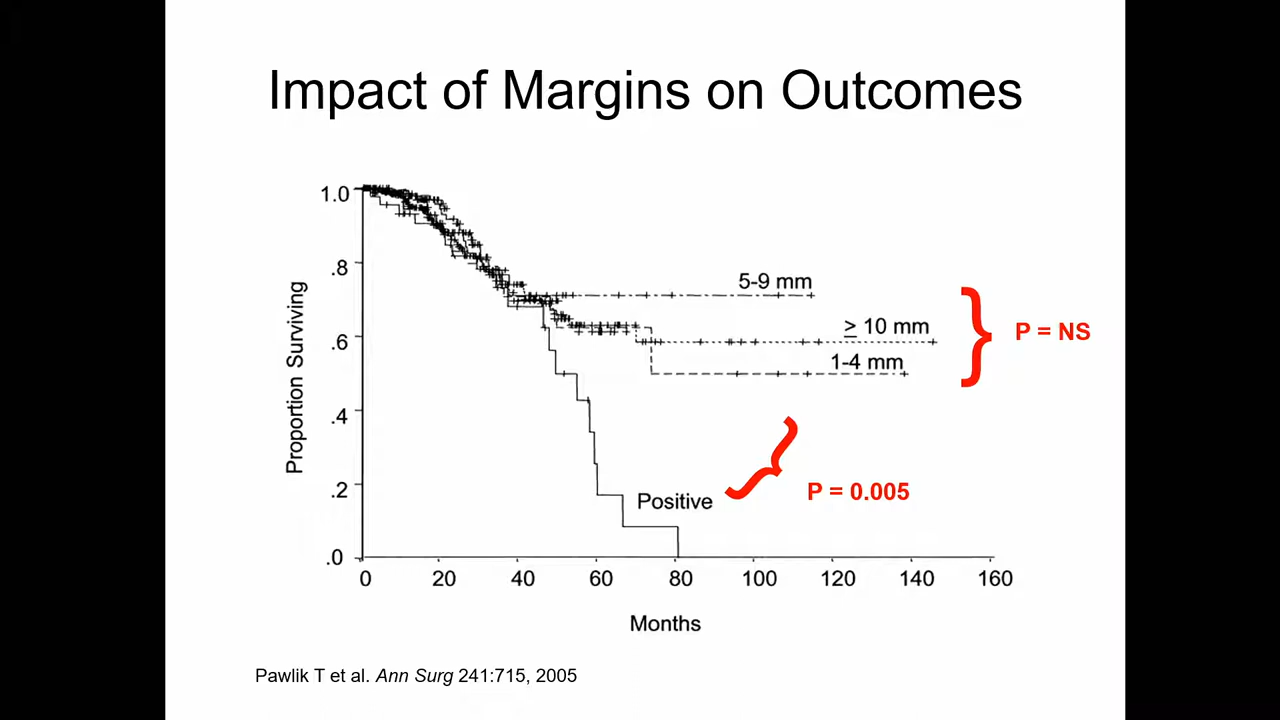 Impact of Margins on Outcomes
1.0
.8
.6
.4
.2
.0
Proportion Surviving
5-9 mm
≥ 10 mm
1-4 mm
P = NS
Positive
P = 0.005
0 20 40 60 80 100 120 140 160
Months
Pawlik T et al. Ann Surg 241:715, 2005